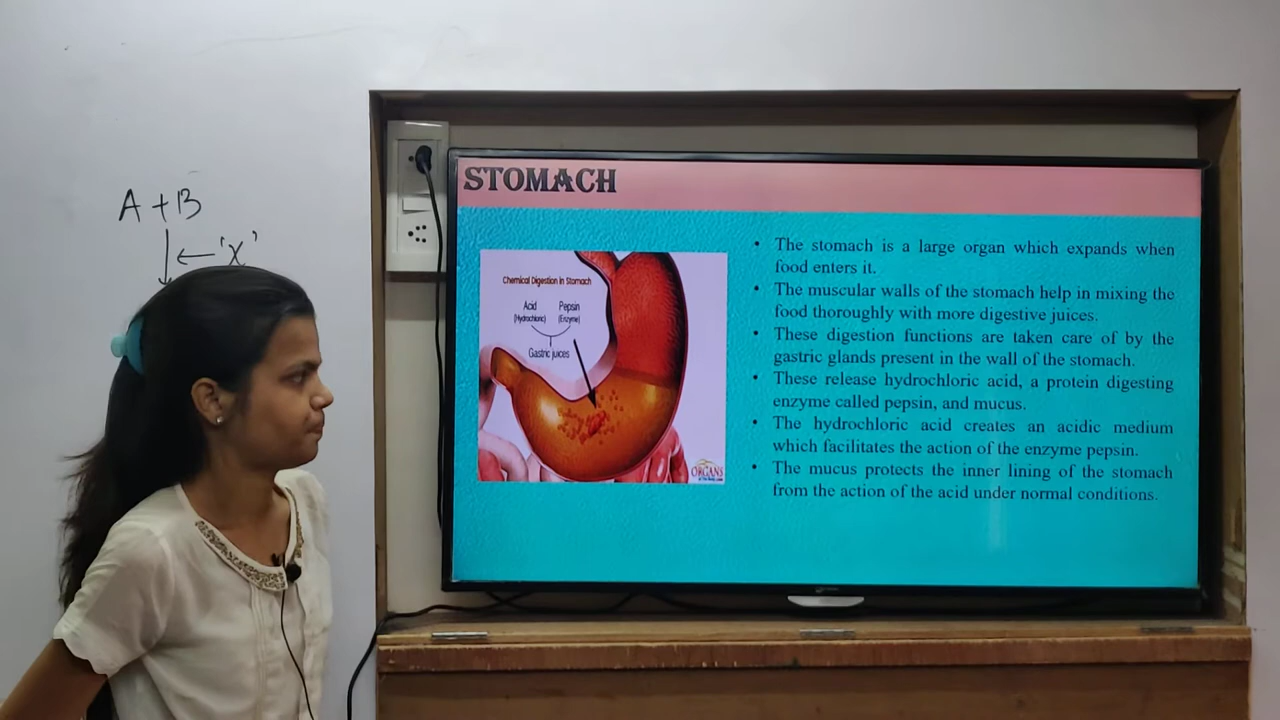 A + B
← 'X'
STOMACH
Chemical Digestion in Stomach
Acid Pepsin
(Hydrochloric) (Enzyme)
Gastric juices
ORGANS
• The stomach is a large organ which expands when
food enters it.
• The muscular walls of the stomach help in mixing the
food thoroughly with more digestive juices.
• These digestion functions are taken care of by the
gastric glands present in the wall of the stomach.
• These release hydrochloric acid, a protein digesting
enzyme called pepsin, and mucus.
• The hydrochloric acid creates an acidic medium
which facilitates the action of the enzyme pepsin.
• The mucus protects the inner lining of the stomach
from the action of the acid under normal conditions.